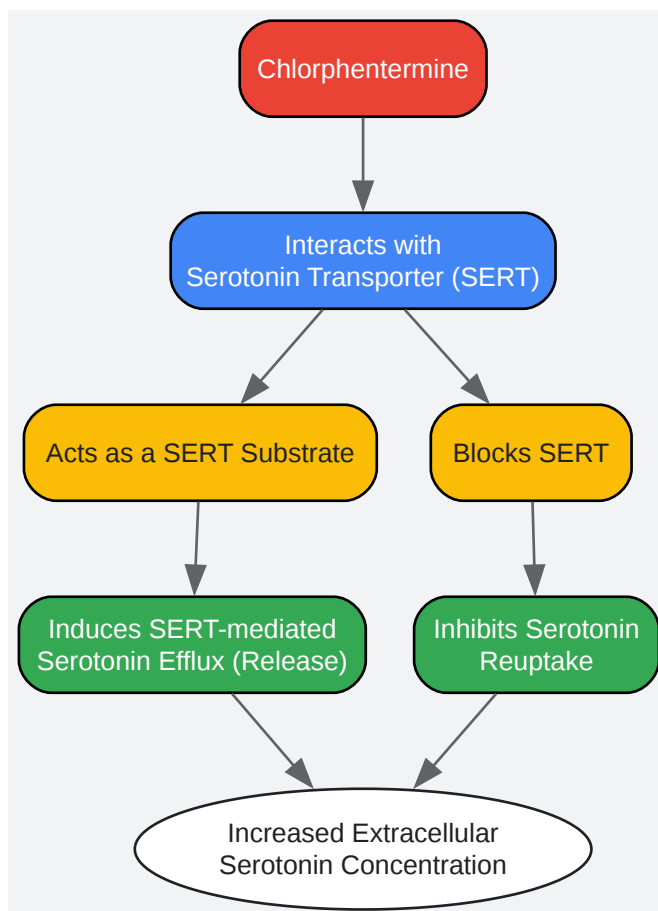 Chlorphentermine
Interacts with
Serotonin Transporter (SERT)
Acts as a SERT Substrate
Blocks SERT
Induces SERT-mediated
Serotonin Efflux (Release)
Inhibits Serotonin
Reuptake
Increased Extracellular
Serotonin Concentration